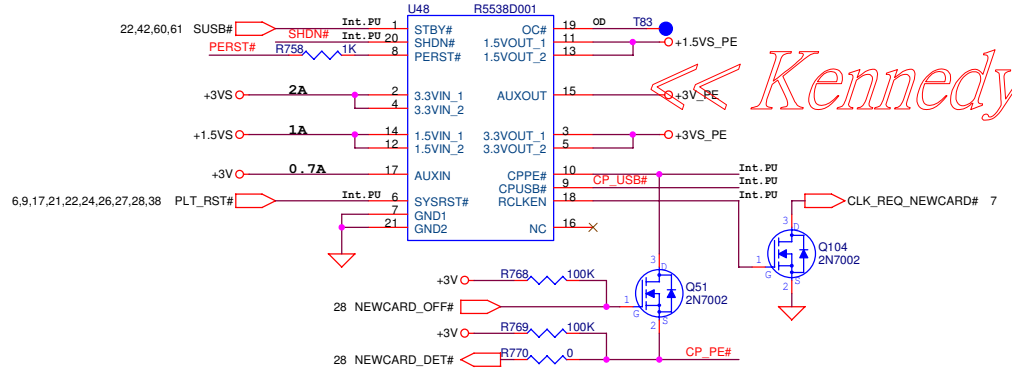 U48 R5538D001
22,42,60,61 SUSB# Int.PU 1 STBY# OC# 19 OD T83
SHDN# 20 SHDN# 1.5VOUT_1 11 +1.5VS_PE
PERST# R758 1K 8 PERST# 1.5VOUT_2 13
+3VS 2A 2 3.3VIN_1 AUXOUT 15 +3V_PE
4 3.3VIN_2
<< Kennedy
+1.5VS 1A 14 1.5VIN_1 3.3VOUT_1 3 +3VS_PE
12 1.5VIN_2 3.3VOUT_2 5
+3V 0.7A 17 AUXIN CPPE# 10 Int.PU
CPUSB# 9 CP_USB# Int.PU
6,9,17,21,22,24,26,27,28,38 PLT_RST# Int.PU 6 SYSRST# RCLKEN 18 Int.PU
CLK_REQ_NEWCARD# 7
7 GND1
21 GND2 NC 16
3 D Q104
1 G 2N7002
2 S
+3V R768 100K 3 D Q51
28 NEWCARD_OFF# 1 G 2N7002
2 S
+3V R769 100K
28 NEWCARD_DET# R770 0 CP_PE#